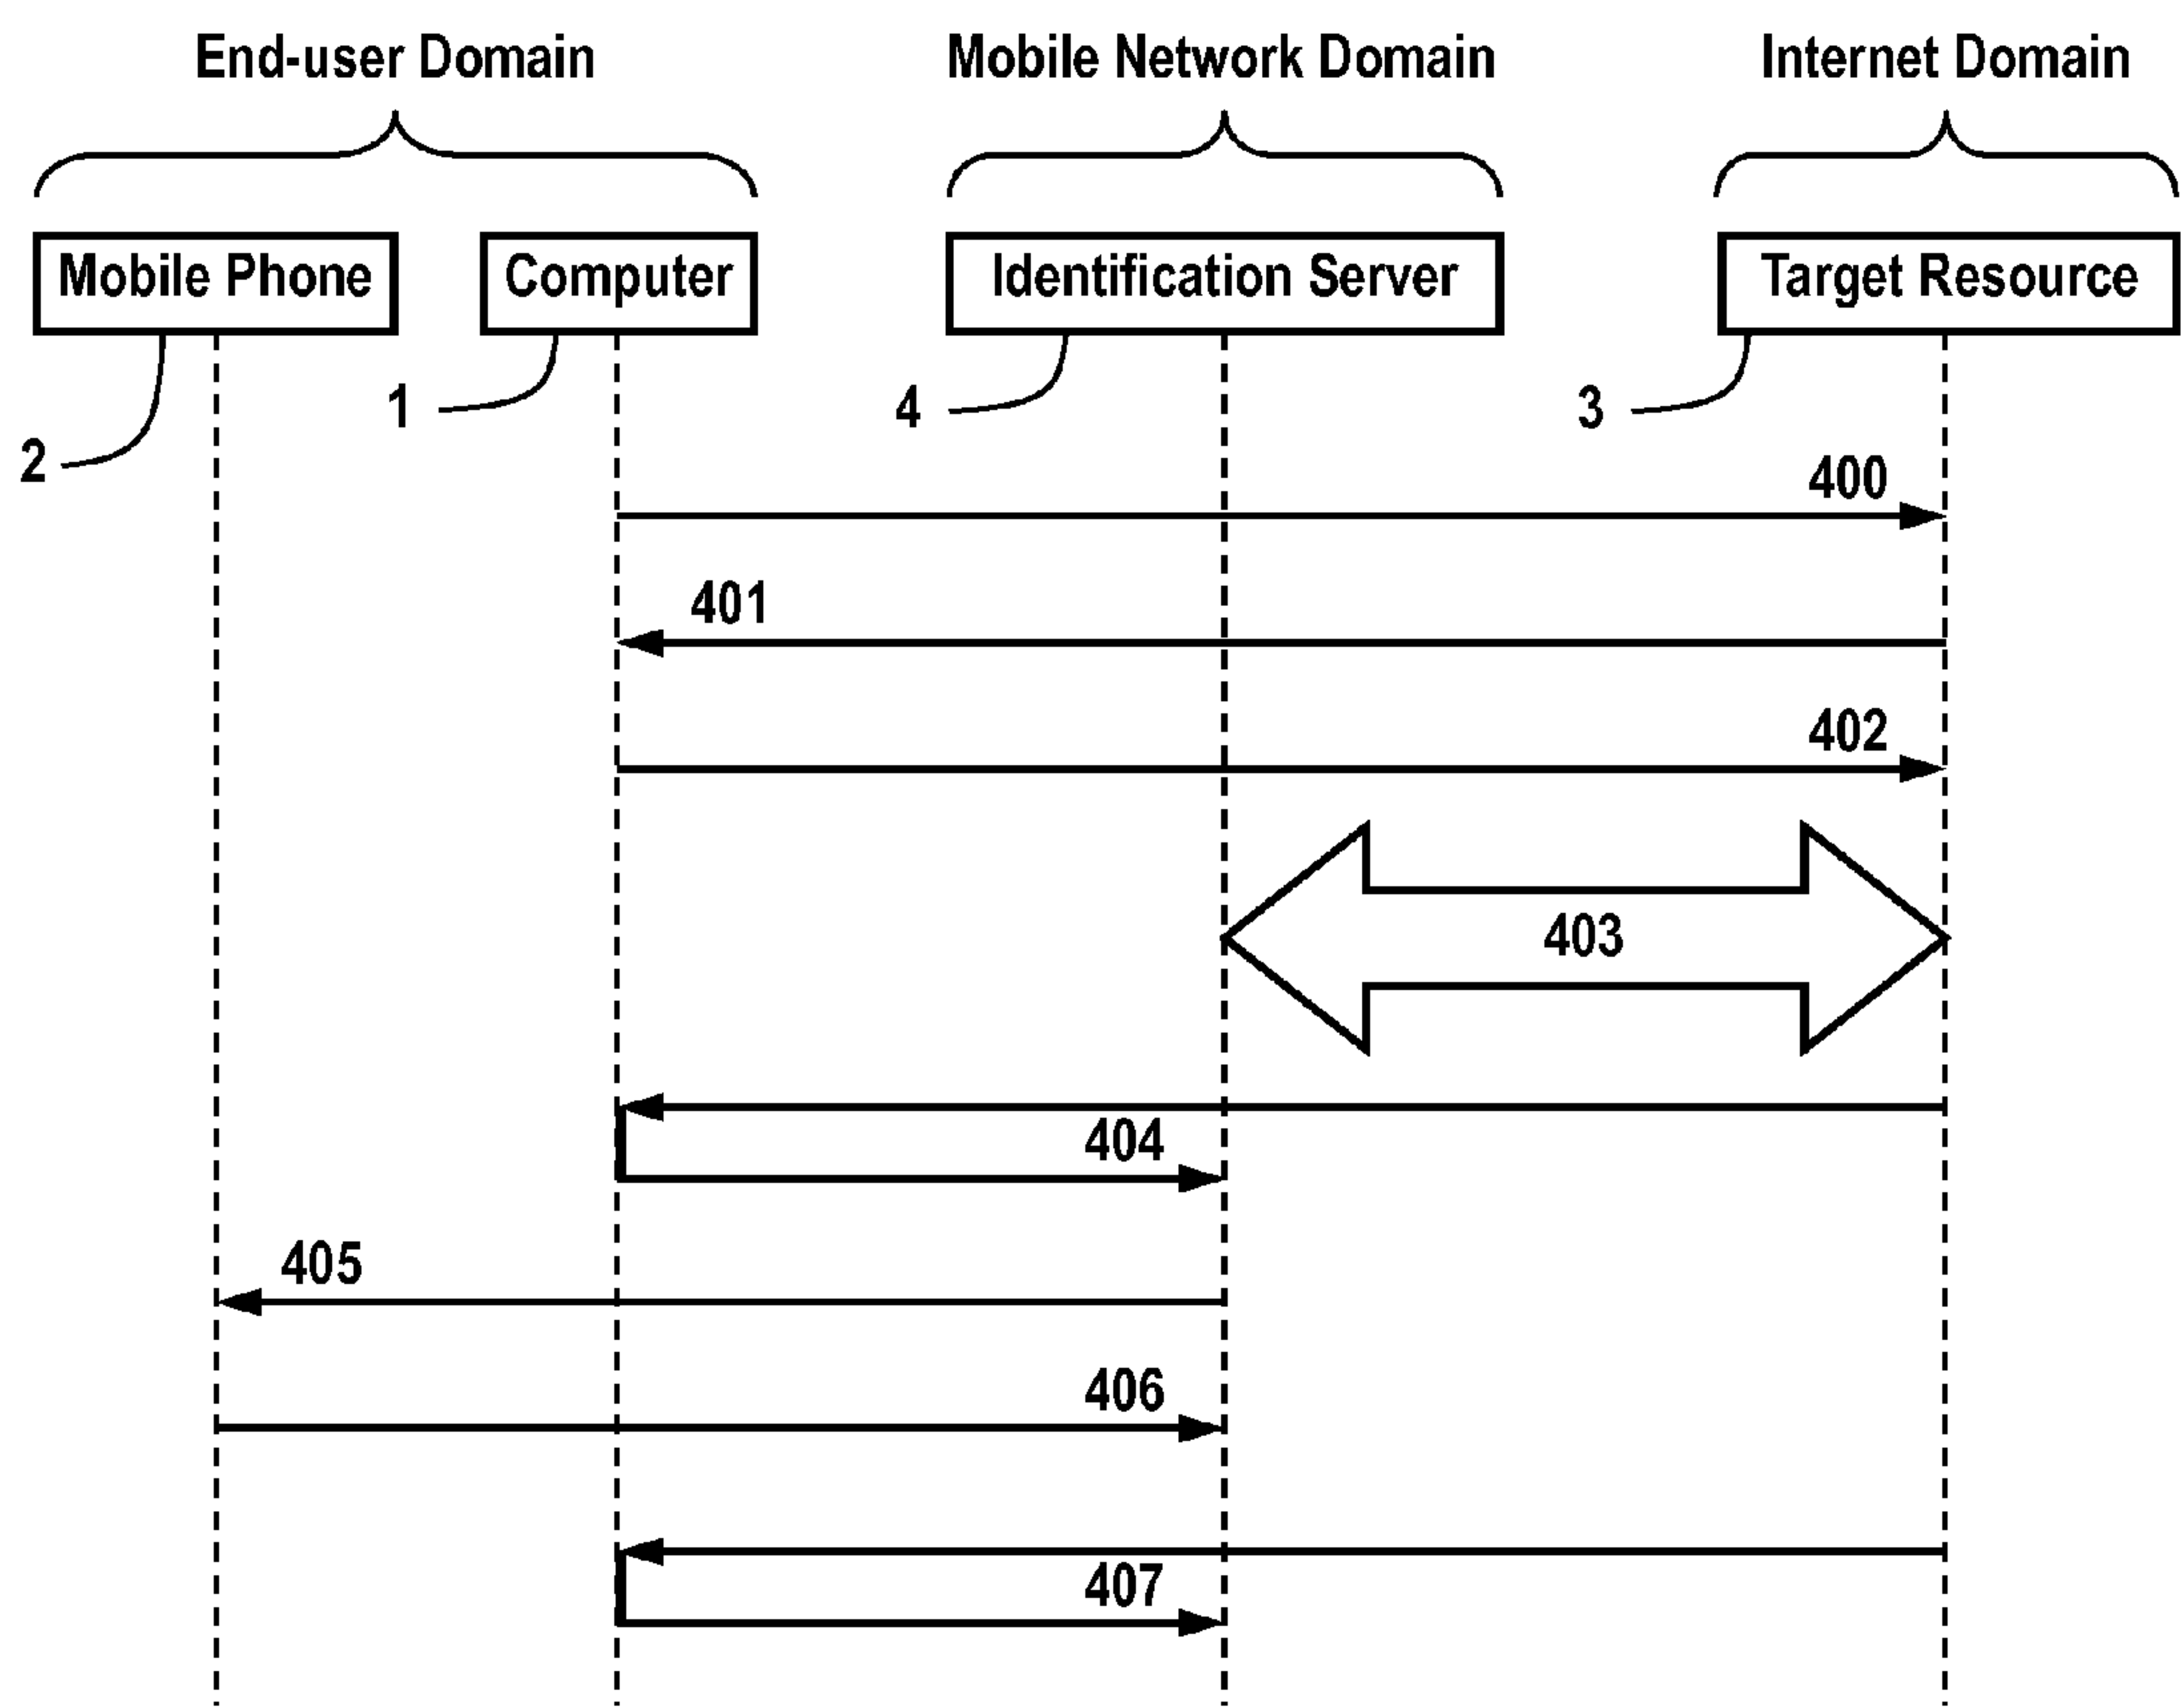 End-user Domain
Mobile Network Domain
Internet Domain
Mobile Phone
Computer
Identification Server
Target Resource
1
4
3
2
400
401
402
403
404
405
406
407